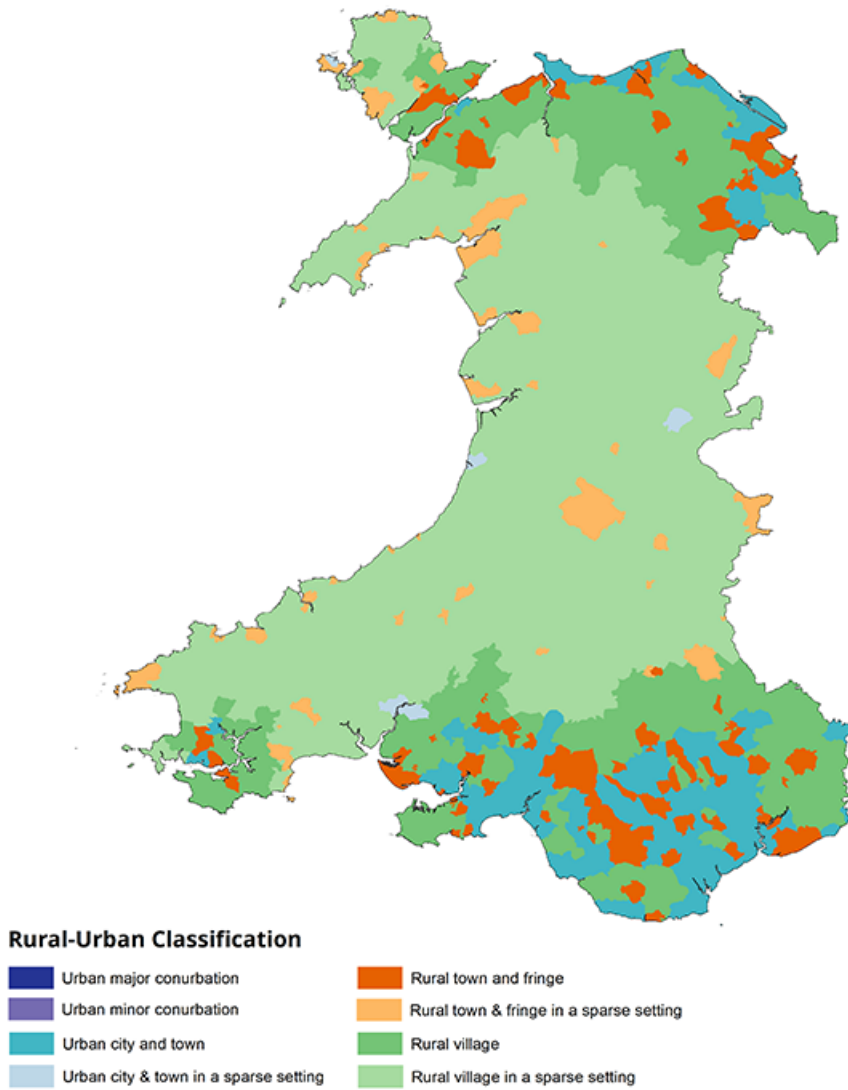 Rural-Urban Classification
Urban major conurbation
Urban minor conurbation
Urban city and town
Urban city & town in a sparse setting
Rural town and fringe
Rural town & fringe in a sparse setting
Rural village
Rural village in a sparse setting